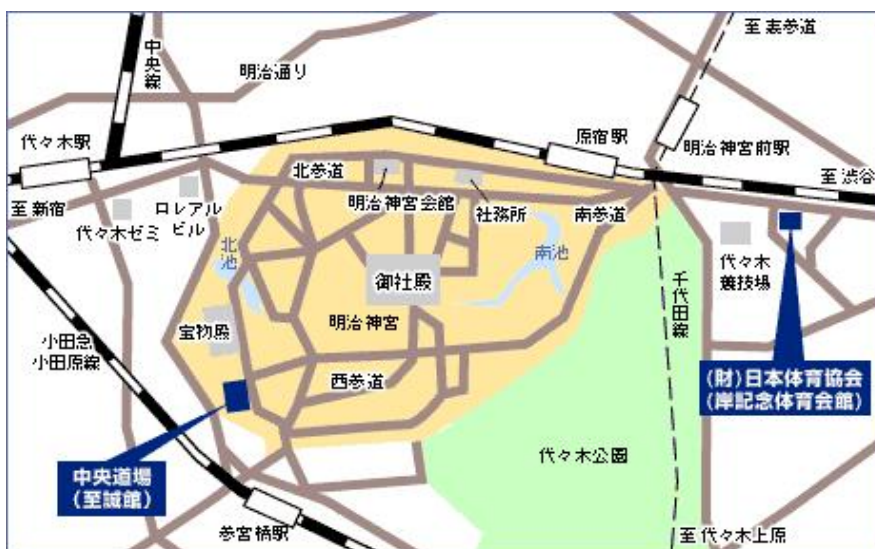 至 表参道
中央線
明治通り
代々木駅
原宿駅
明治神宮前駅
北参道
至 渋谷
明治神宮会館
社務所
南参道
至 新宿
ロレアル
ビル
代々木ゼミ
北池
南池
代々木
競技場
御社殿
千代田線
宝物殿
明治神宮
小田急
小田原線
西参道
(財)日本体育協会
(岸記念体育会館)
中央道場
(至誠館)
代々木公園
参宮橋駅
至 代々木上原